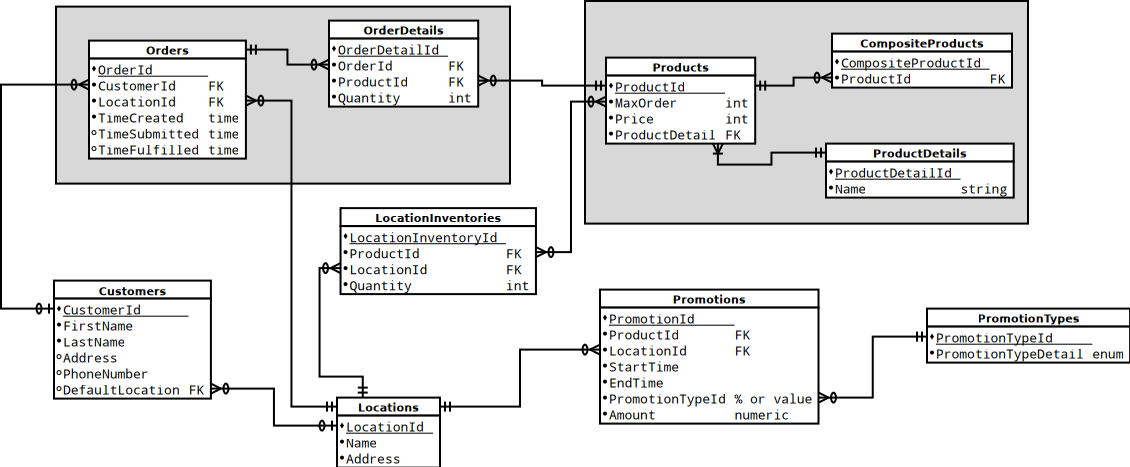 Orders
OrderId
CustomerId FK
LocationId FK
TimeCreated time
TimeSubmitted time
TimeFulfilled time
OrderDetails
OrderDetailId
OrderId FK
ProductId FK
Quantity int
Products
ProductId
MaxOrder int
Price int
ProductDetail FK
CompositeProducts
CompositeProductId
ProductId FK
ProductDetails
ProductDetailId
Name string
LocationInventories
LocationInventoryId
ProductId FK
LocationId FK
Quantity int
Customers
CustomerId
FirstName
LastName
Address
PhoneNumber
DefaultLocation FK
Locations
LocationId
Name
Address
Promotions
PromotionId
ProductId FK
LocationId FK
StartTime
EndTime
PromotionTypeId % or value
Amount numeric
PromotionTypes
PromotionTypeId
PromotionTypeDetail enum